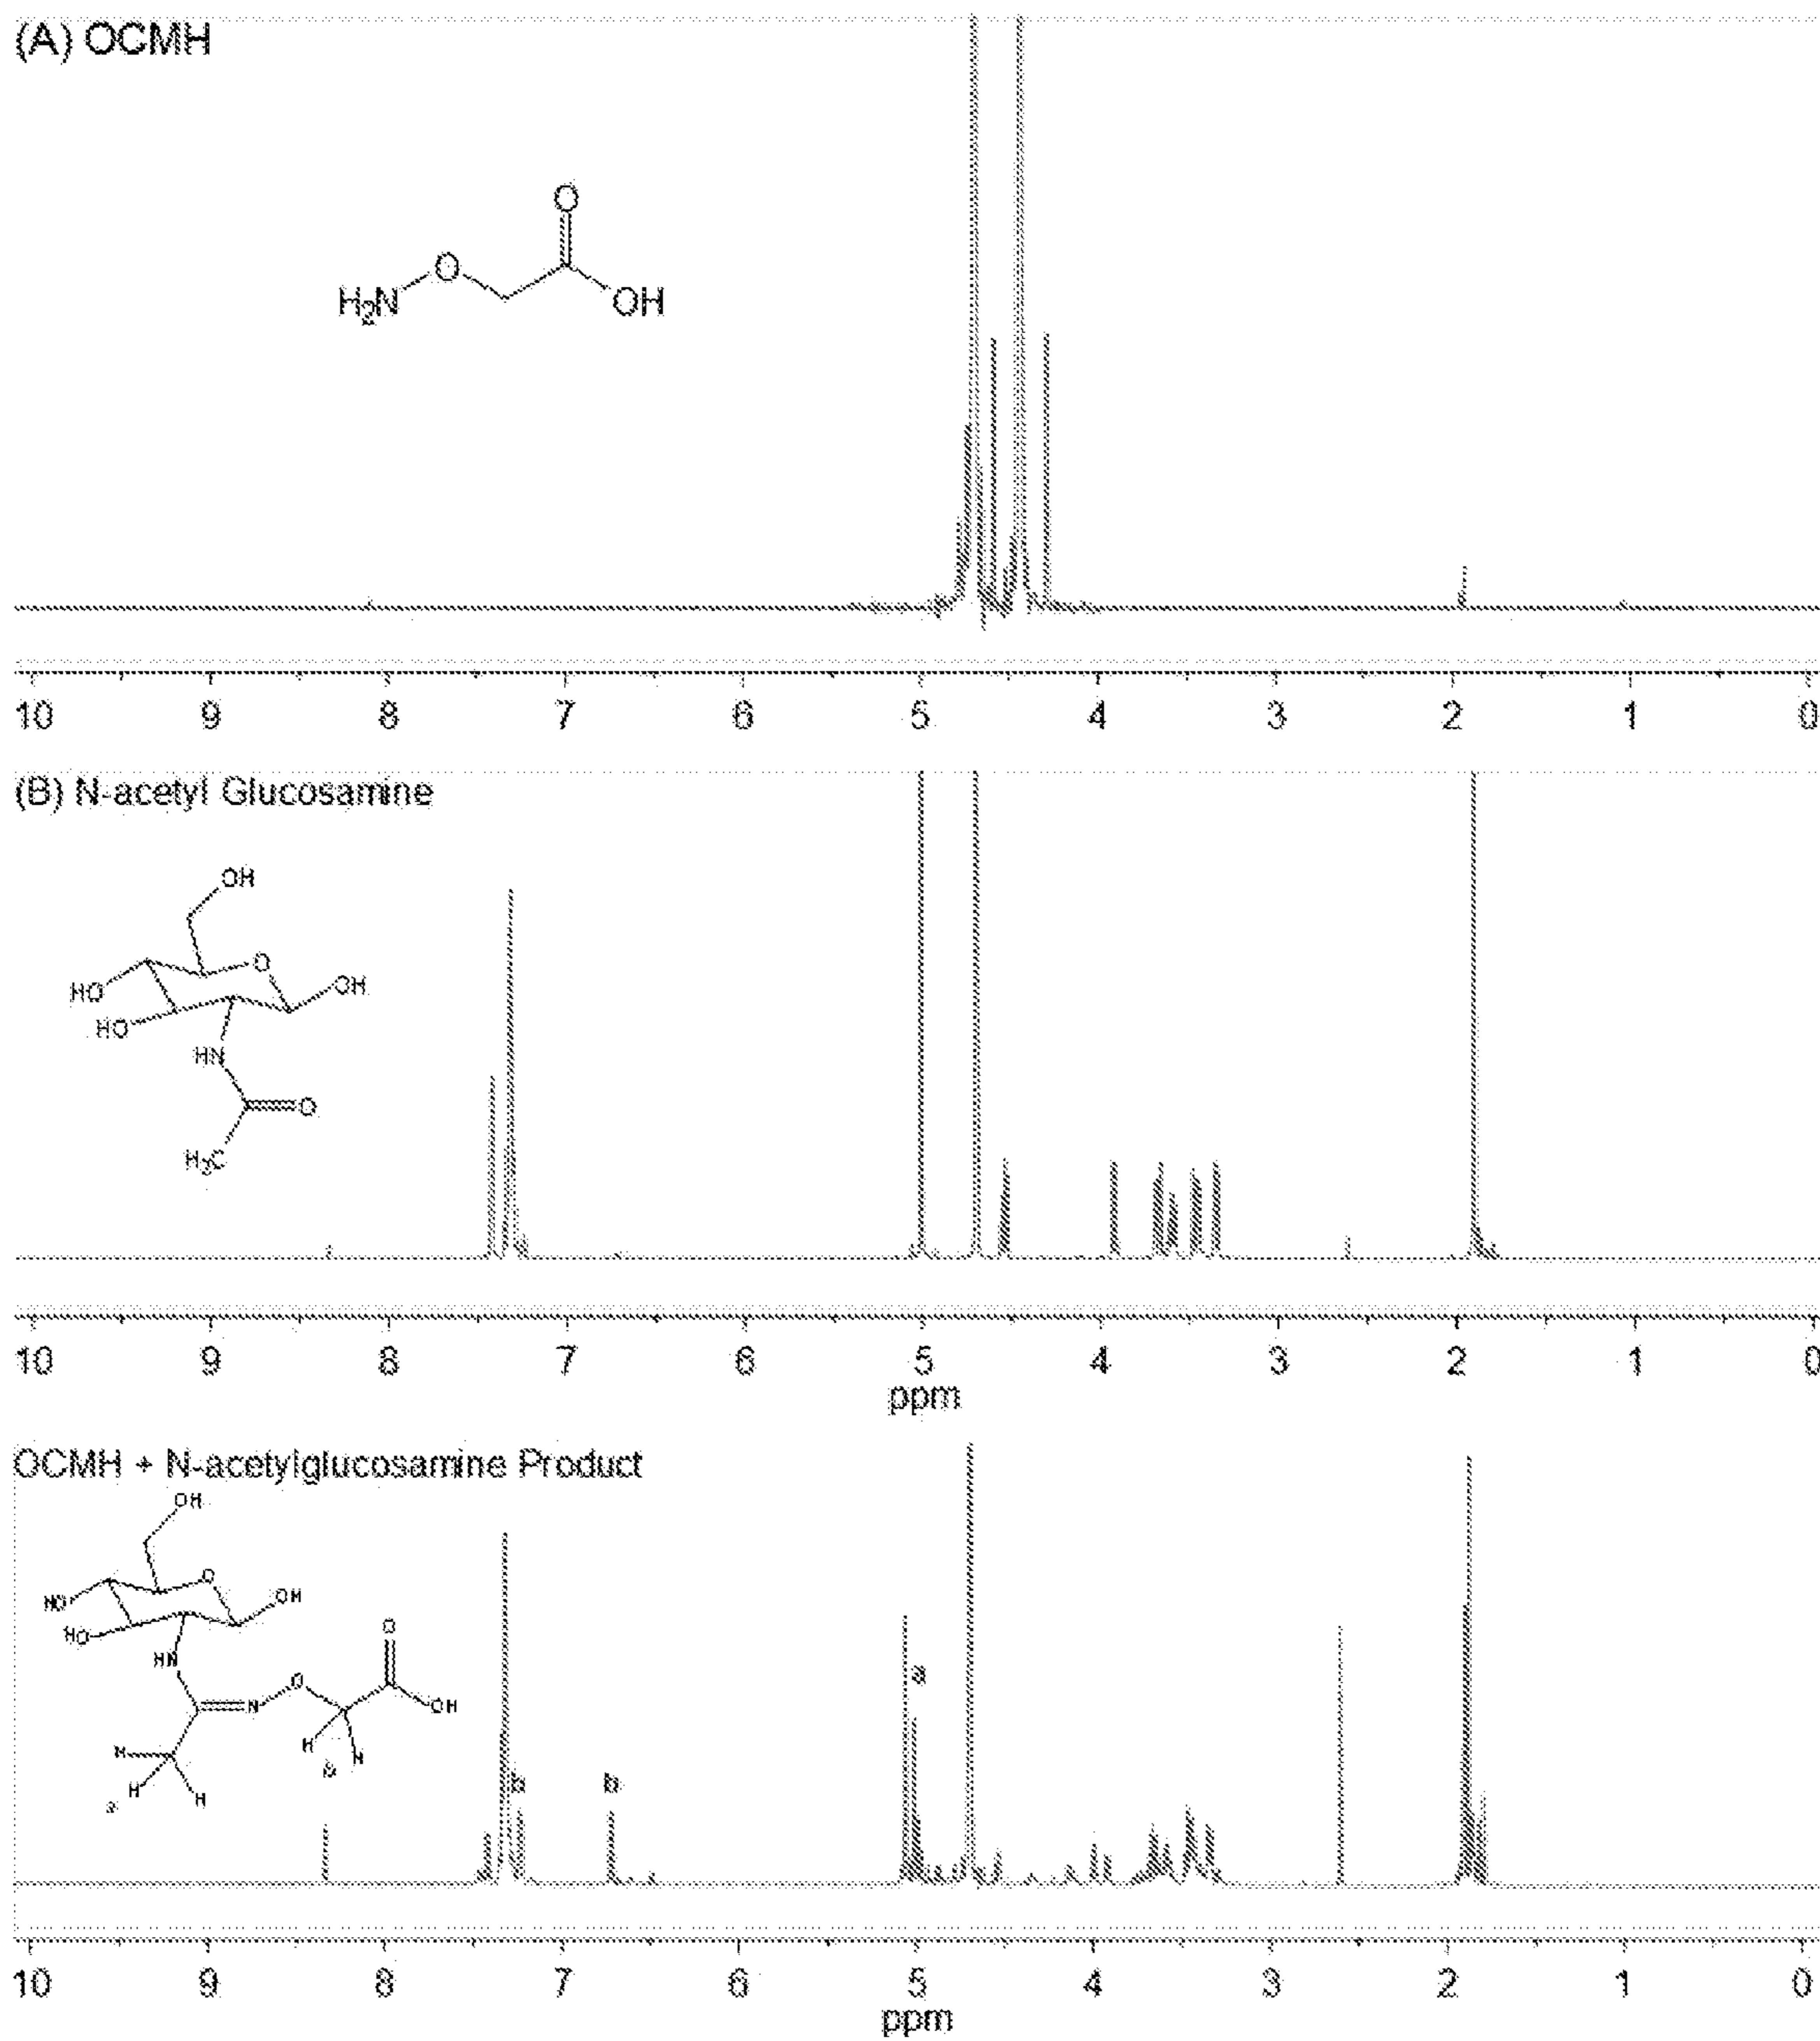 (A) OCMH
O
O
H2N
OH
10 9 8 7 6 5 4 3 2 1 0
(B) N-acetyl Glucosamine
OH
O
HO
OH
HO
HN
O
H3C
10 9 8 7 6 5 4 3 2 1 0
ppm
OCMH + N-acetylglucosamine Product
OH
O
HO
OH
HO
O
HN
O
N
OH
H
H
H
H
H
a
b
b
a
10 9 8 7 6 5 4 3 2 1 0
ppm